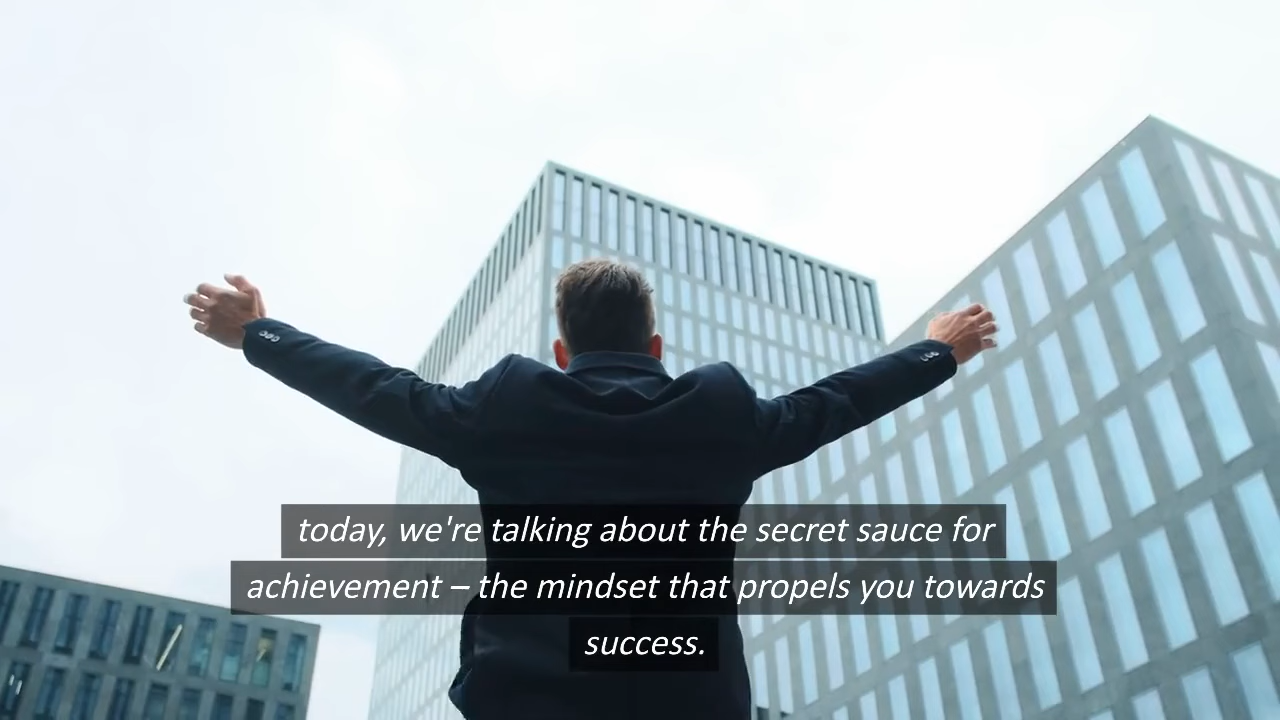 today, we're talking about the secret sauce for
achievement – the mindset that propels you towards
success.